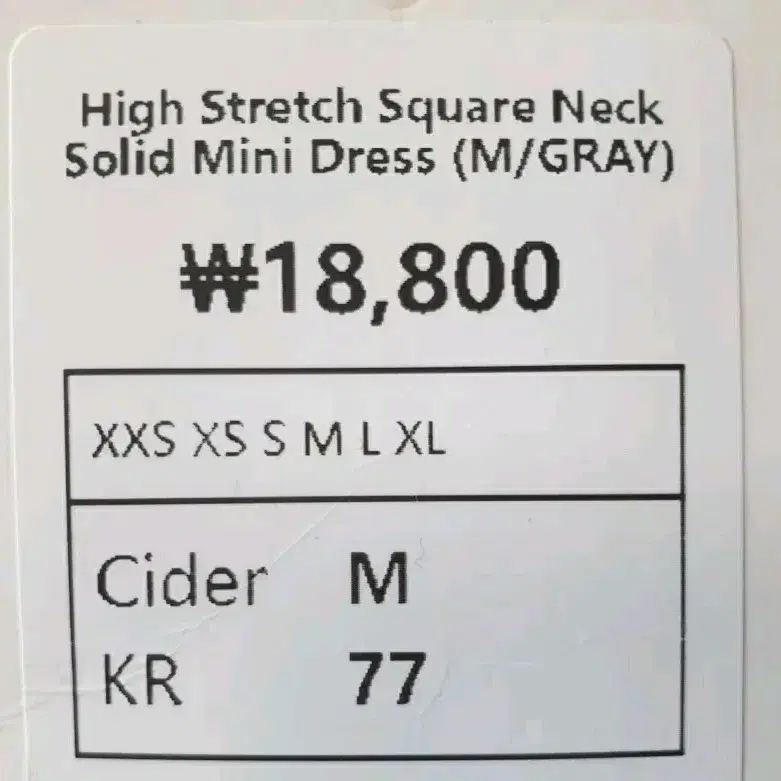 High Stretch Square Neck
Solid Mini Dress (M/GRAY)
₩18,800
XXS XS S M L XL
Cider M
KR 77